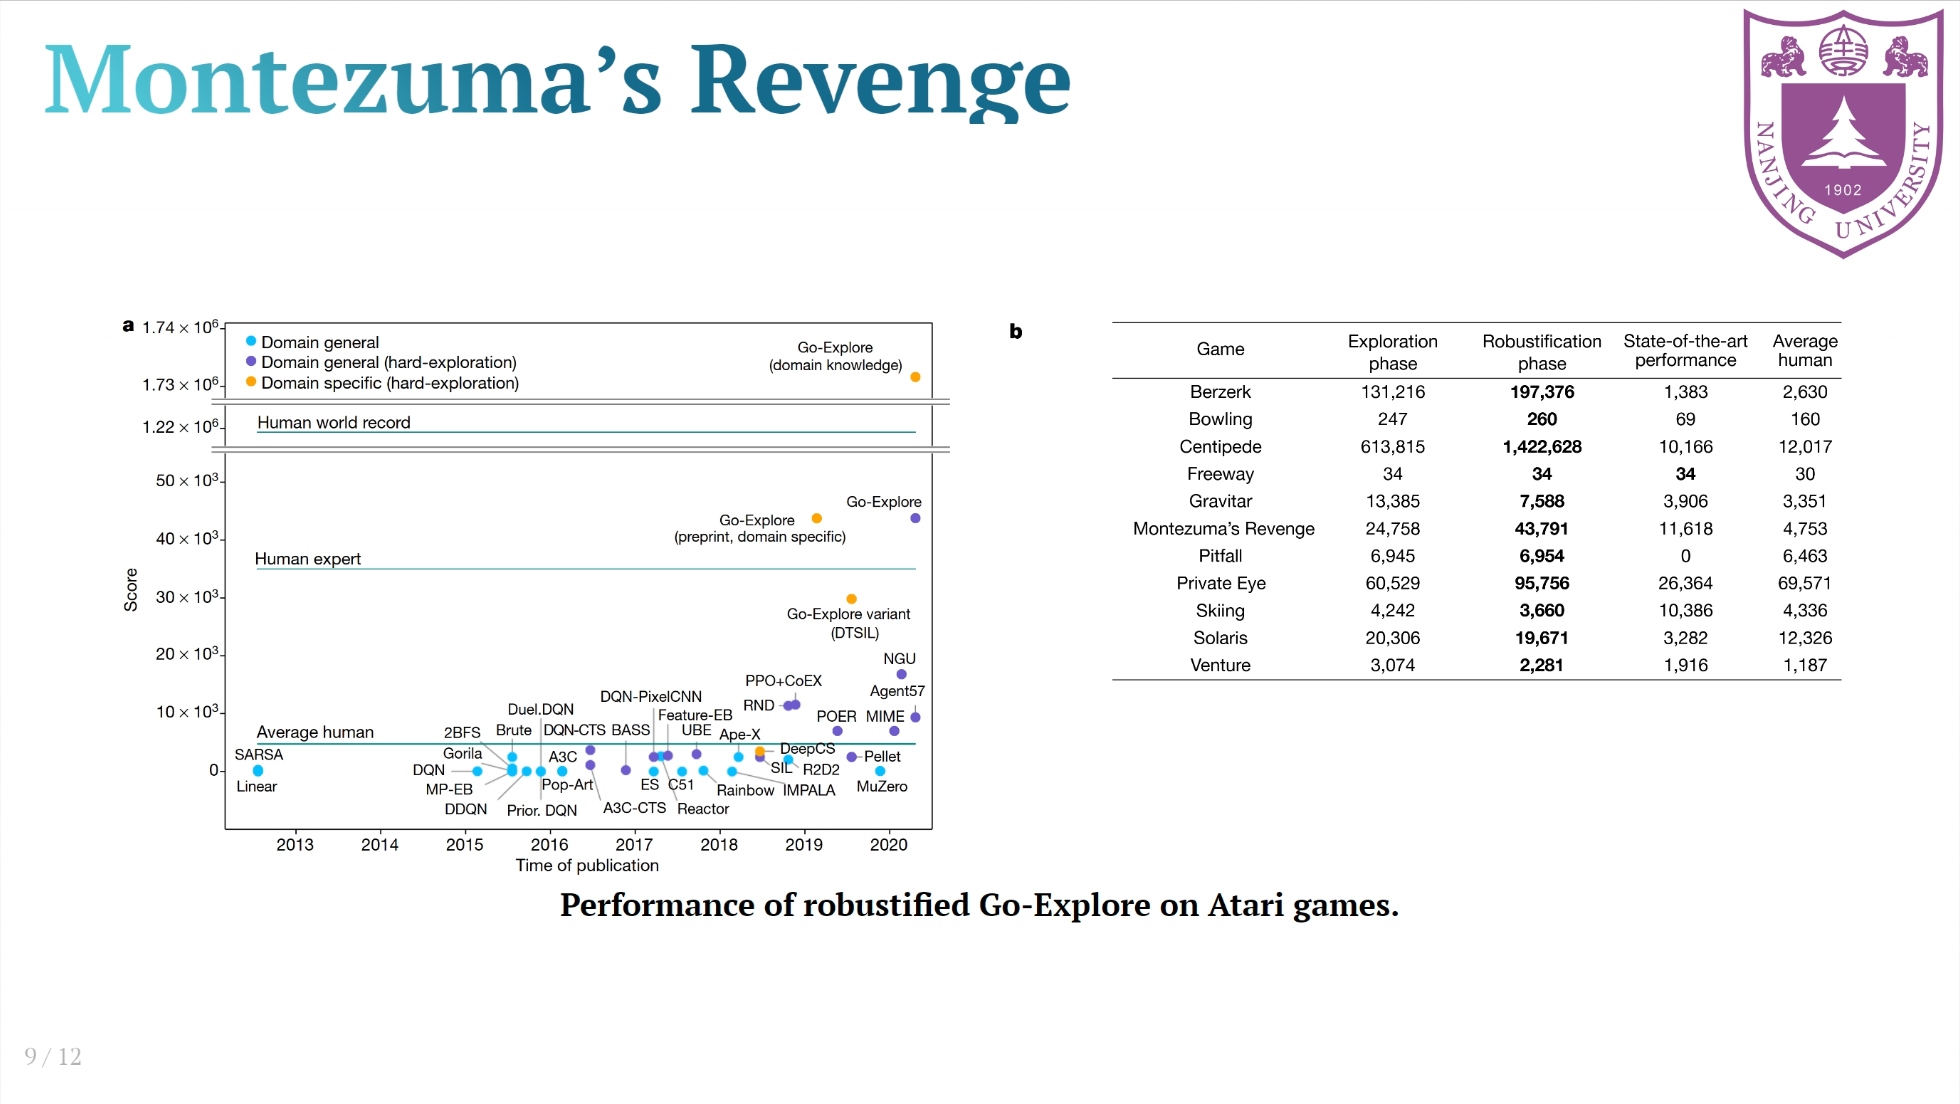 Montezuma’s Revenge
NANJING UNIVERSITY
1902
a
1.74 × 10⁶
1.73 × 10⁶
1.22 × 10⁶
50 × 10³
40 × 10³
30 × 10³
20 × 10³
10 × 10³
0
Score
Domain general
Domain general (hard-exploration)
Domain specific (hard-exploration)
Go-Explore
(domain knowledge)
Human world record
Go-Explore
Go-Explore
(preprint, domain specific)
Human expert
Go-Explore variant
(DTSIL)
NGU
PPO+CoEX
Agent57
DQN-PixelCNN
RND
Duel.DQN
Feature-EB
POER MIME
2BFS Brute DQN-CTS BASS UBE Ape-X
Average human
SARSA
Gorila
A3C
DeepCS
Pellet
DQN
SIL R2D2
Linear
MP-EB
Pop-Art
ES C51
Rainbow IMPALA
MuZero
DDQN
Prior. DQN
A3C-CTS Reactor
2013 2014 2015 2016 2017 2018 2019 2020
Time of publication
b
Game Exploration phase Robustification phase State-of-the-art performance Average human
Berzerk 131,216 197,376 1,383 2,630
Bowling 247 260 69 160
Centipede 613,815 1,422,628 10,166 12,017
Freeway 34 34 34 30
Gravitar 13,385 7,588 3,906 3,351
Montezuma’s Revenge 24,758 43,791 11,618 4,753
Pitfall 6,945 6,954 0 6,463
Private Eye 60,529 95,756 26,364 69,571
Skiing 4,242 3,660 10,386 4,336
Solaris 20,306 19,671 3,282 12,326
Venture 3,074 2,281 1,916 1,187
Performance of robustified Go-Explore on Atari games.
9 / 12